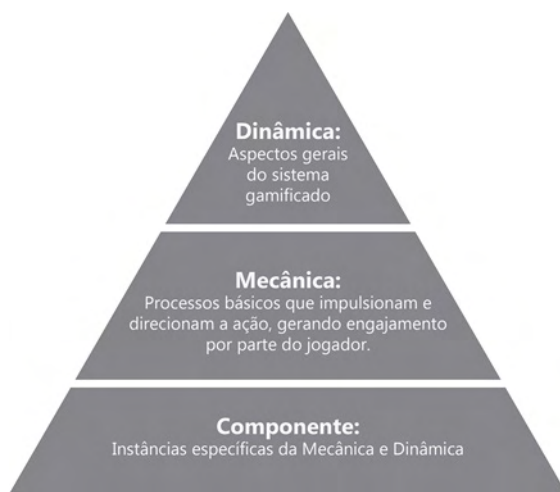 Dinâmica:
Aspectos gerais
do sistema
gamificado
Mecânica:
Processos básicos que impulsionam e
direcionam a ação, gerando engajamento
por parte do jogador.
Componente:
Instâncias específicas da Mecânica e Dinâmica